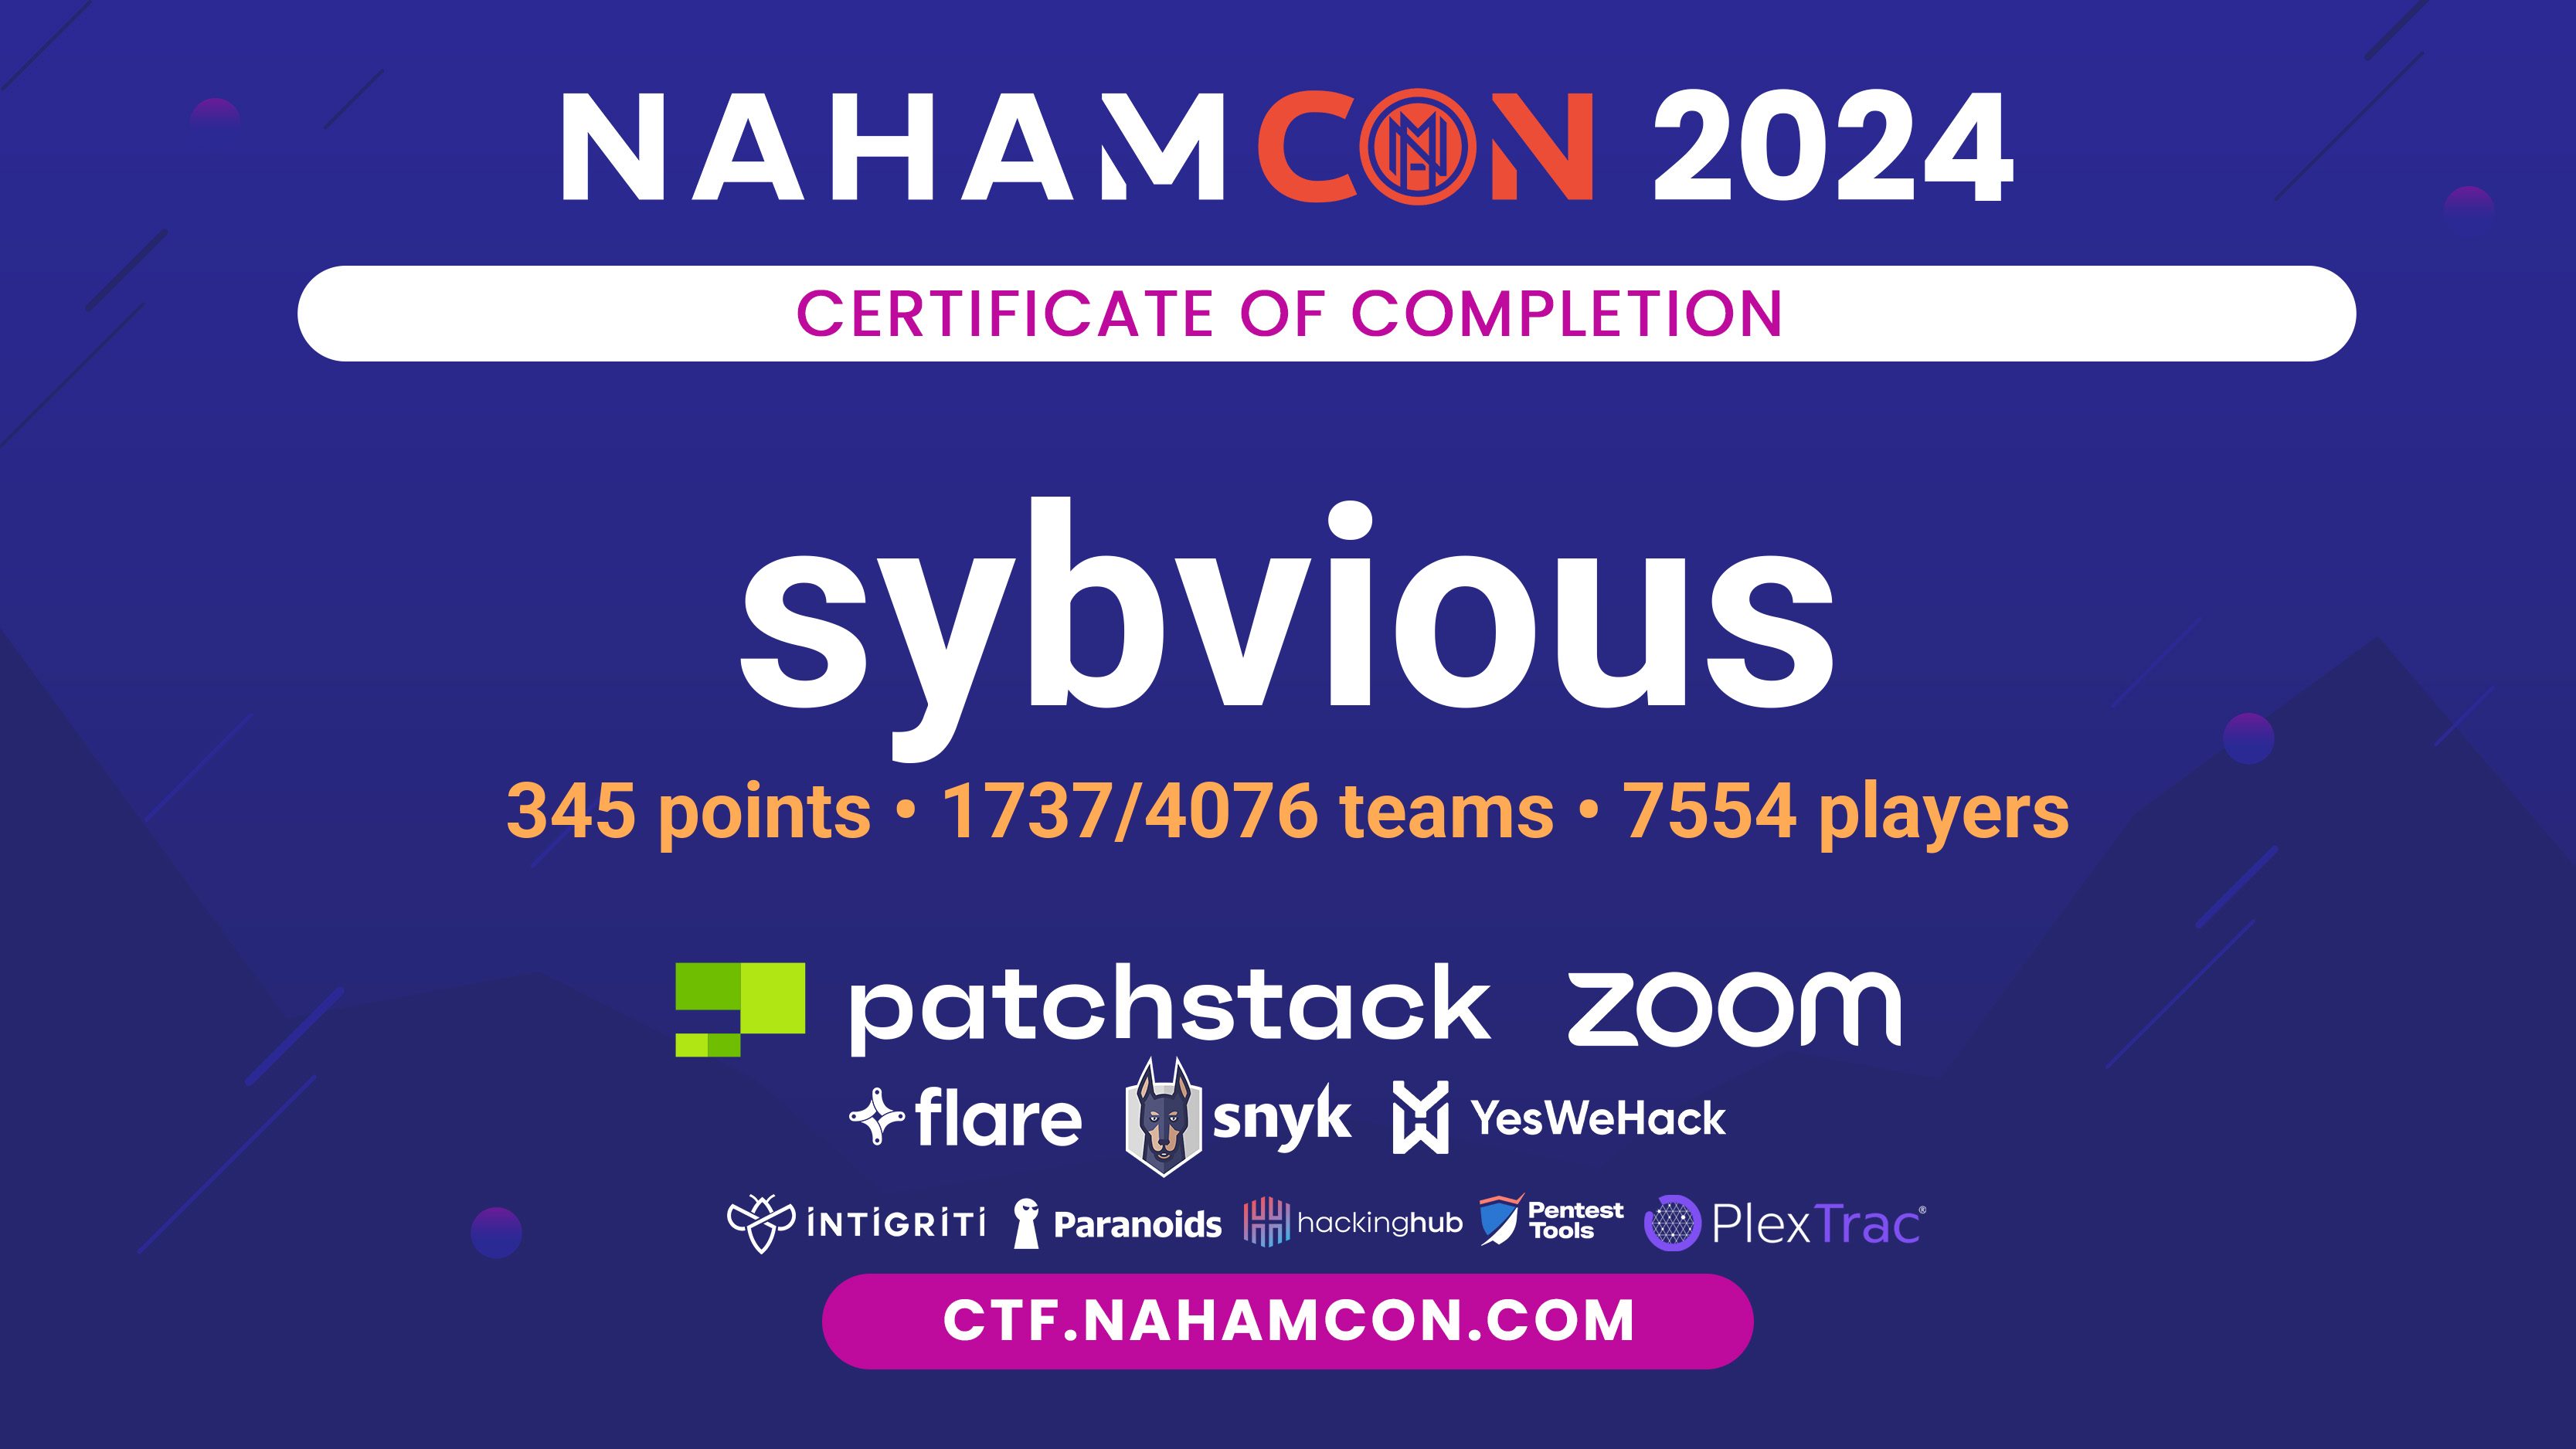 NAHAMCON 2024
CERTIFICATE OF COMPLETION
sybvious
345 points • 1737/4076 teams • 7554 players
patchstack zoom
flare snyk YesWeHack
INTIGRITI Paranoids hackinghub Pentest Tools PlexTrac®
CTF.NAHAMCON.COM